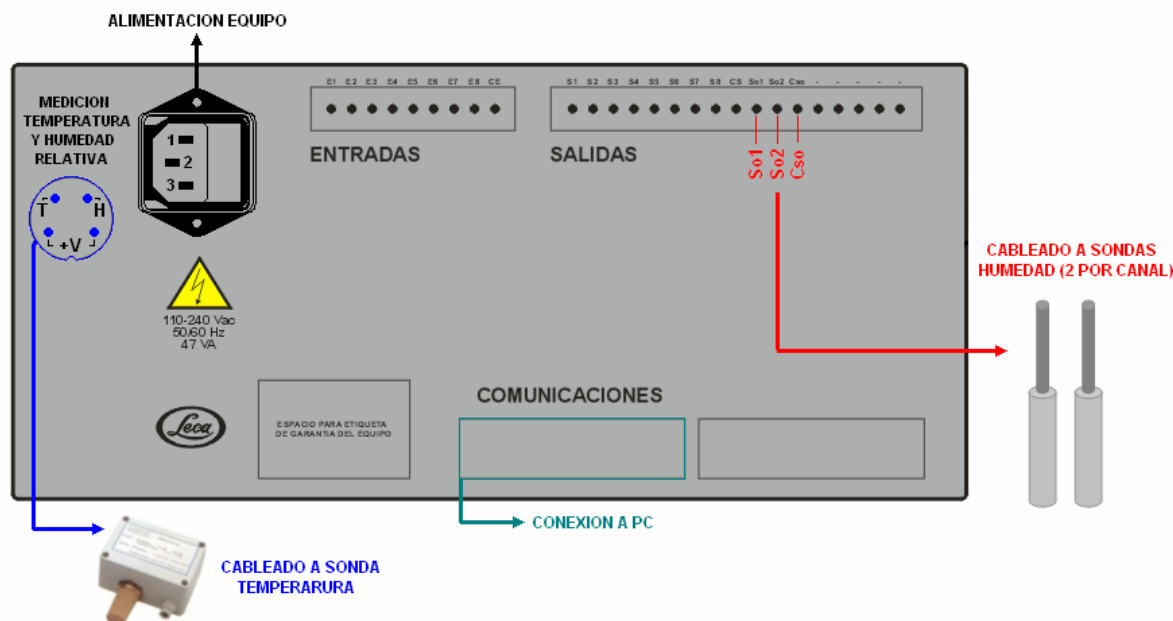 ALIMENTACION EQUIPO
MEDICION
TEMPERATURA
Y HUMEDAD
RELATIVA
1
2
3
T H
+V
110-240 Vac
50/60 Hz
47 VA
E1 E2 E3 E4 E5 E6 E7 E8 CE
ENTRADAS
S1 S2 S3 S4 S5 S6 S7 S8 CS So1 So2 Cso - - - - -
SALIDAS
So1
So2
Cso
CABLEADO A SONDAS
HUMEDAD (2 POR CANAL)
Leca
ESPACIO PARA ETIQUETA
DE GARANTIA DEL EQUIPO
COMUNICACIONES
CONEXION A PC
CABLEADO A SONDA
TEMPERARURA